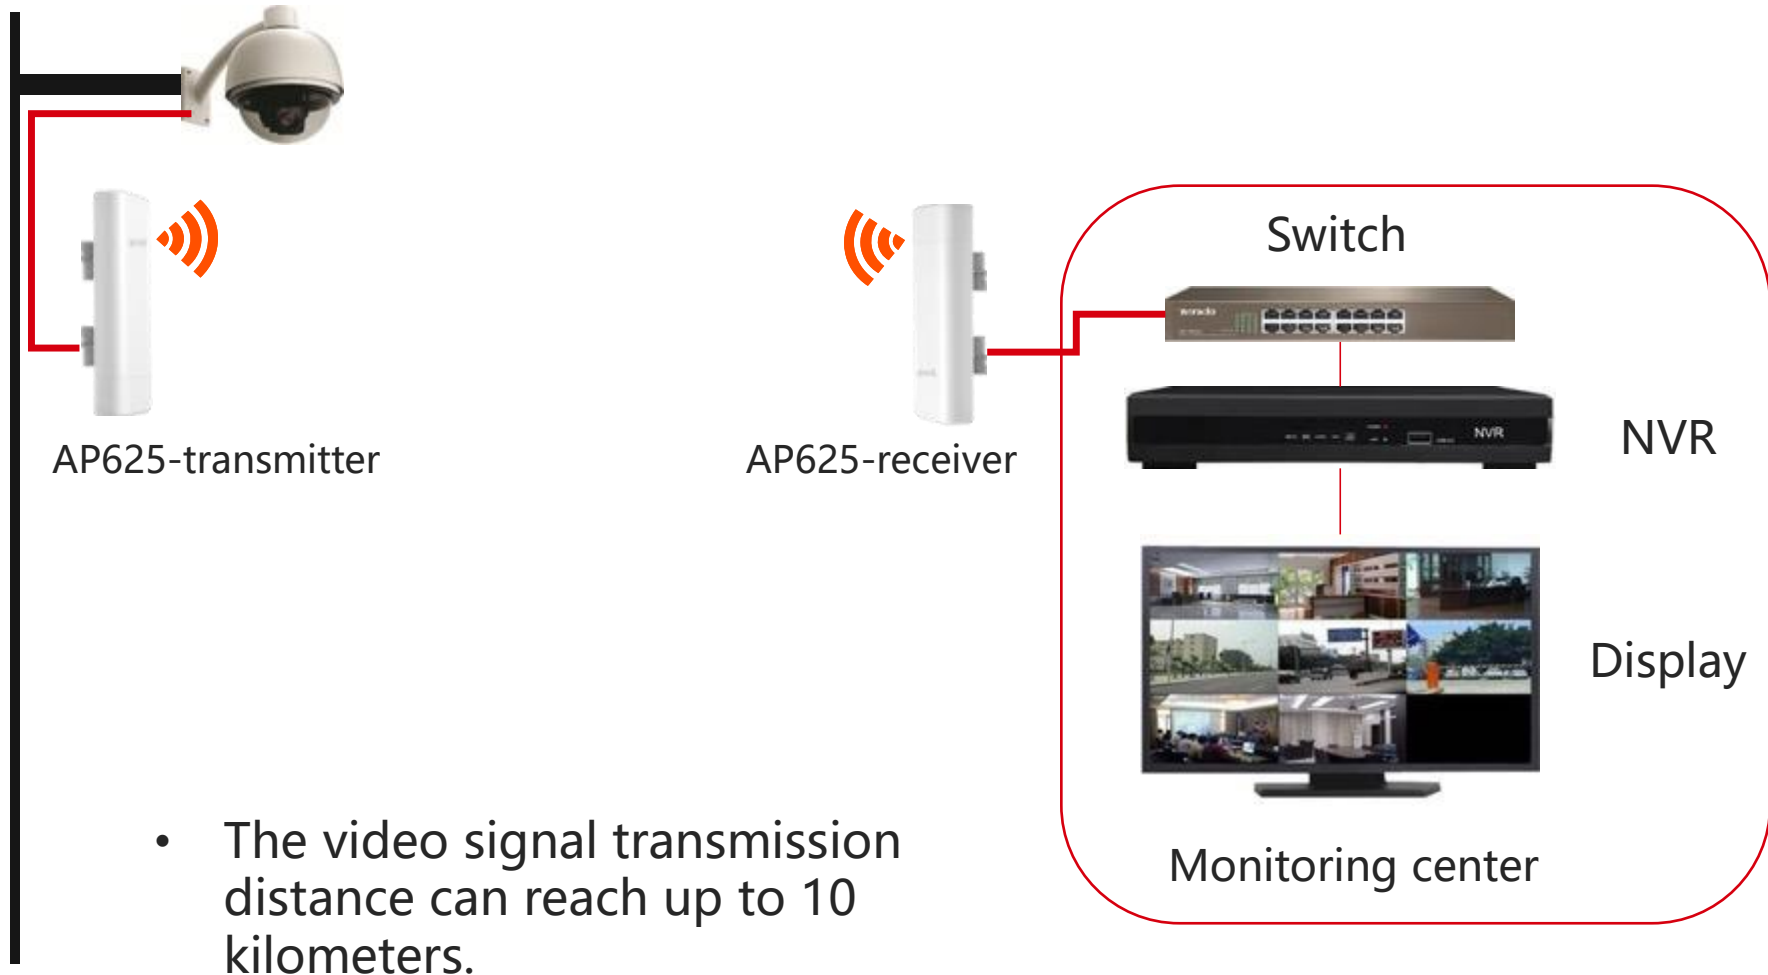 Switch
NVR
NVR
AP625-transmitter
AP625-receiver
Display
Monitoring center
• The video signal transmission
distance can reach up to 10
kilometers.